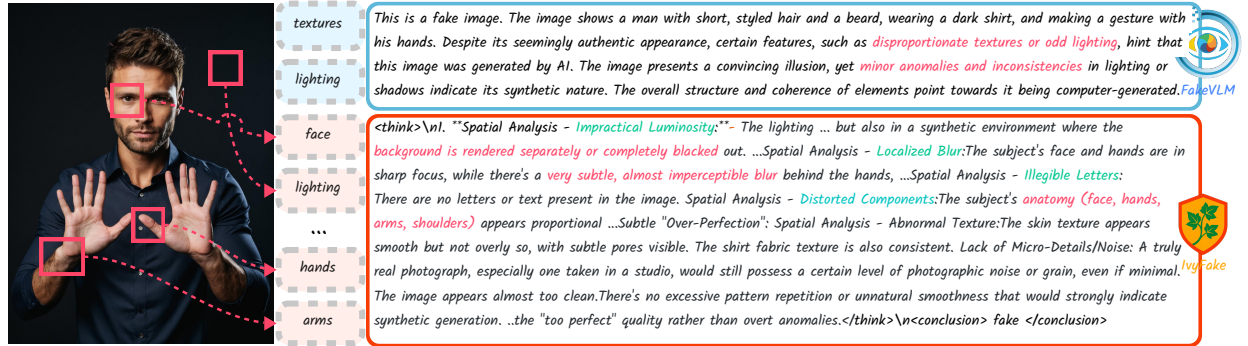 textures
lighting
face
lighting
...
hands
arms
This is a fake image. The image shows a man with short, styled hair and a beard, wearing a dark shirt, and making a gesture with
his hands. Despite its seemingly authentic appearance, certain features, such as disproportionate textures or odd lighting, hint that
this image was generated by AI. The image presents a convincing illusion, yet minor anomalies and inconsistencies in lighting or
shadows indicate its synthetic nature. The overall structure and coherence of elements point towards it being computer-generated.
FakeVLM
<think>\nI. **Spatial Analysis - Impractical Luminosity:**- The lighting ... but also in a synthetic environment where the
background is rendered separately or completely blacked out. ...Spatial Analysis - Localized Blur:The subject's face and hands are in
sharp focus, while there's a very subtle, almost imperceptible blur behind the hands, ...Spatial Analysis - Illegible Letters:
There are no letters or text present in the image. Spatial Analysis - Distorted Components:The subject's anatomy (face, hands,
arms, shoulders) appears proportional ...Subtle "Over-Perfection": Spatial Analysis - Abnormal Texture:The skin texture appears
smooth but not overly so, with subtle pores visible. The shirt fabric texture is also consistent. Lack of Micro-Details/Noise: A truly
real photograph, especially one taken in a studio, would still possess a certain level of photographic noise or grain, even if minimal.
The image appears almost too clean.There's no excessive pattern repetition or unnatural smoothness that would strongly indicate
synthetic generation. ..the "too perfect" quality rather than overt anomalies.</think>\n<conclusion> fake </conclusion>
IvyFake